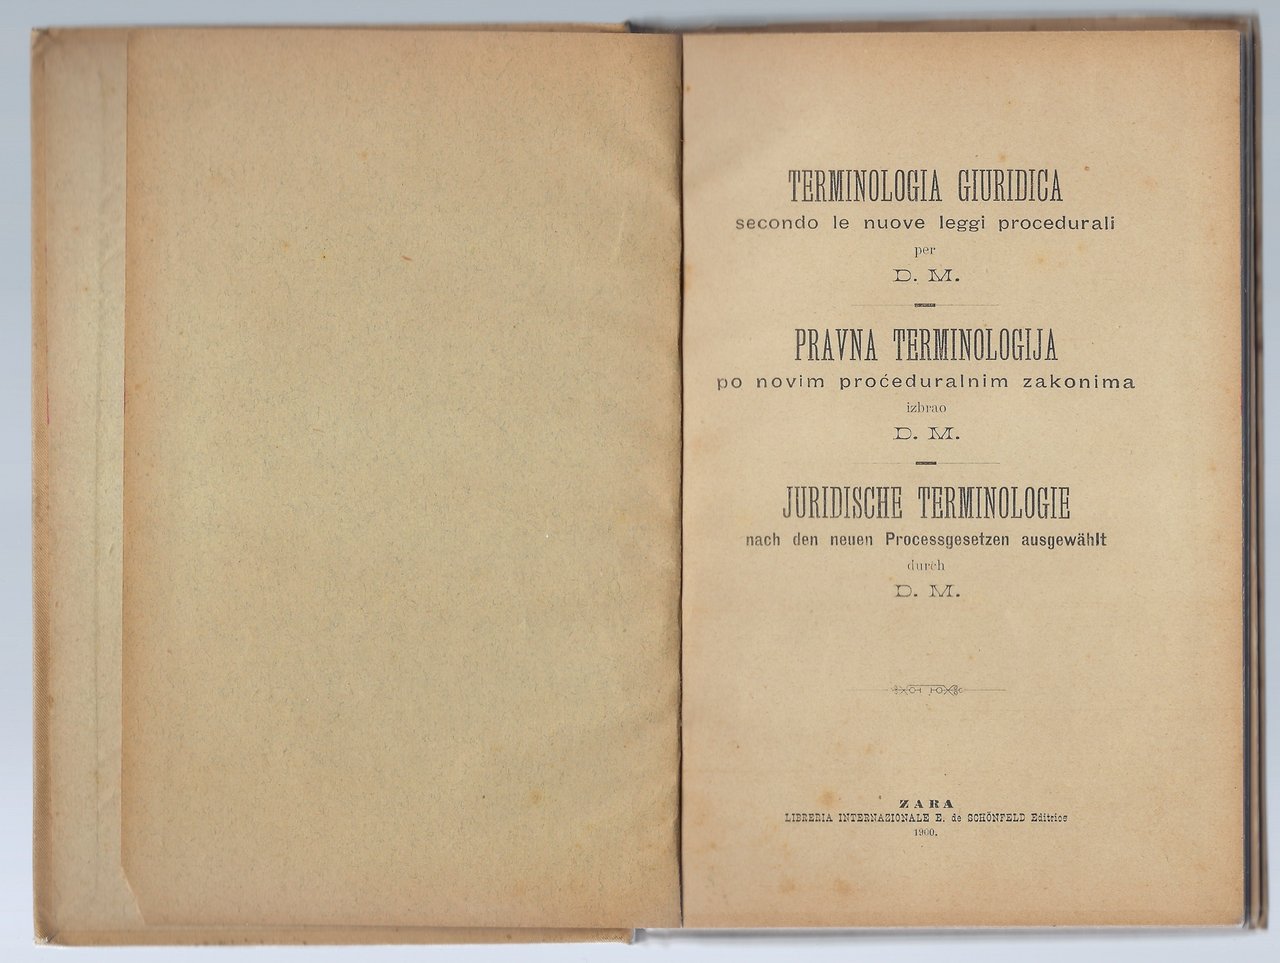 TERMINOLOGIA GIURIDICA
secondo le nuove leggi procedurali
per
D. M.
PRAVNA TERMINOLOGIJA
po novim proćeduralnim zakonima
izbrao
D. M.
JURIDISCHE TERMINOLOGIE
nach den neuen Processgesetzen ausgewählt
durch
D. M.
ZARA
LIBRERIA INTERNAZIONALE E. de SCHÖNFELD Editrice
1900.